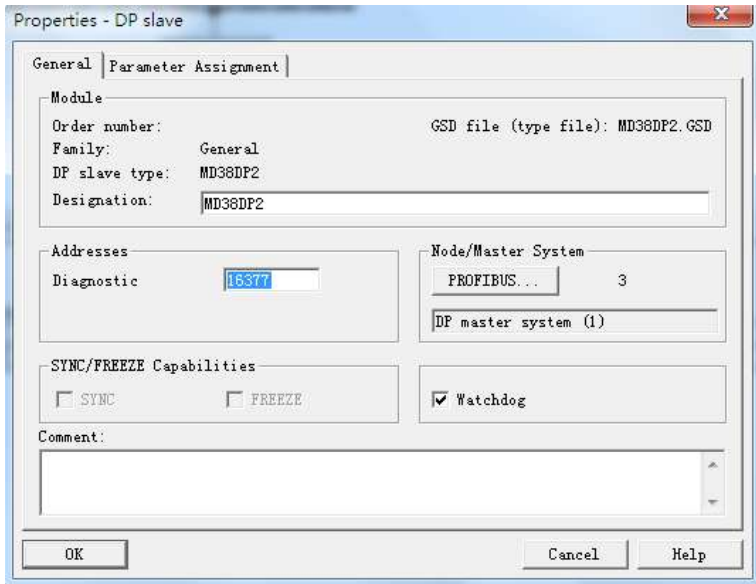 Properties - DP slave
General Parameter Assignment
Module
Order number: GSD file (type file): MD38DP2.GSD
Family: General
DP slave type: MD38DP2
Designation: MD38DP2
Addresses
Diagnostic 16377
Node/Master System
PROFIBUS... 3
DP master system (1)
SYNC/FREEZE Capabilities
SYNC FREEZE
Watchdog
Comment:
OK Cancel Help